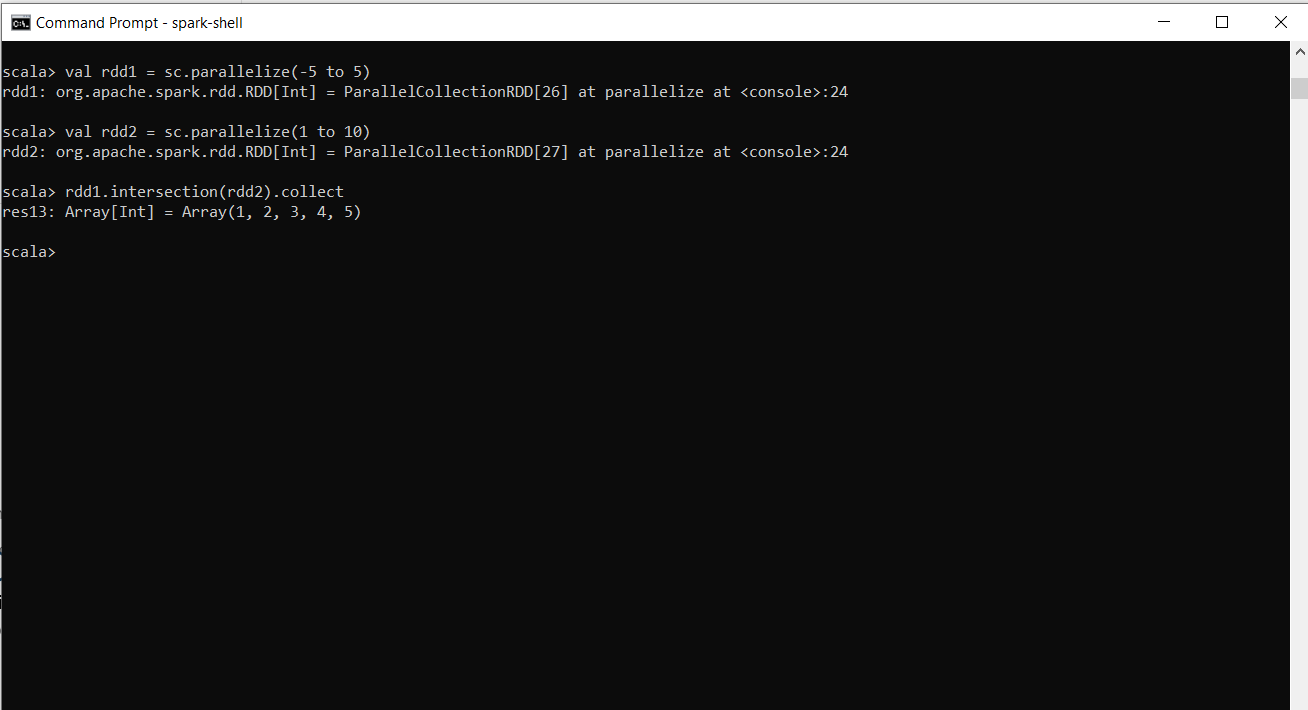 Command Prompt - spark-shell
scala> val rdd1 = sc.parallelize(-5 to 5)
rdd1: org.apache.spark.rdd.RDD[Int] = ParallelCollectionRDD[26] at parallelize at <console>:24
scala> val rdd2 = sc.parallelize(1 to 10)
rdd2: org.apache.spark.rdd.RDD[Int] = ParallelCollectionRDD[27] at parallelize at <console>:24
scala> rdd1.intersection(rdd2).collect
res13: Array[Int] = Array(1, 2, 3, 4, 5)
scala>